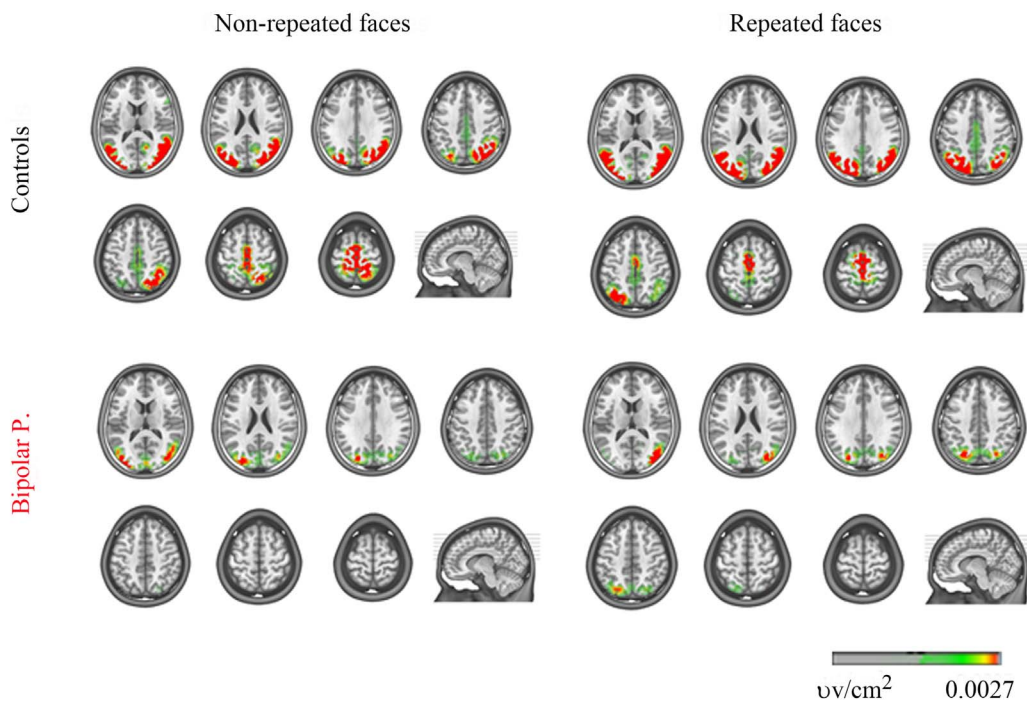 Non-repeated faces
Repeated faces
Controls
Bipolar P.
υv/cm²
0.0027